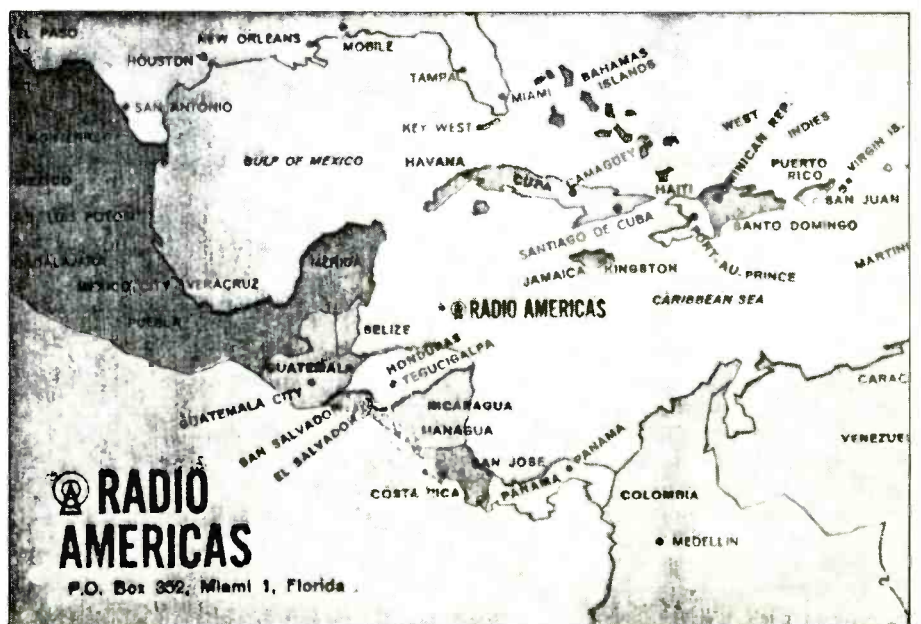 EL PASO
NEW ORLEANS
MOBILE
HOUSTON
SAN ANTONIO
TAMPA
MIAMI
BAHAMAS
ISLANDS
KEY WEST
GULF OF MEXICO
HAVANA
CUBA
CAMAGUEY
WEST
INDIES
HAITI
PUERTO
RICO
VIRGIN IS.
SAN JUAN
SANTO DOMINGO
SANTIAGO DE CUBA
PORT. AU. PRINCE
JAMAICA
KINGSTON
CARIBBEAN SEA
MEXICO
MEXICO CITY
VERACRUZ
PUEBLA
MERIDA
RADIO AMERICAS
BELIZE
GUATEMALA
GUATEMALA CITY
HONDURAS
TEGUCIGALPA
SAN SALVADO
EL SALVADOR
NICARAGUA
MANAGUA
SAN JOSE
COSTA RICA
PANAMA
PANAMA
CARAC
VENEZUE
COLOMBIA
MEDELLIN
RADIO
AMERICAS
P.O. Box 352, Miami 1, Florida